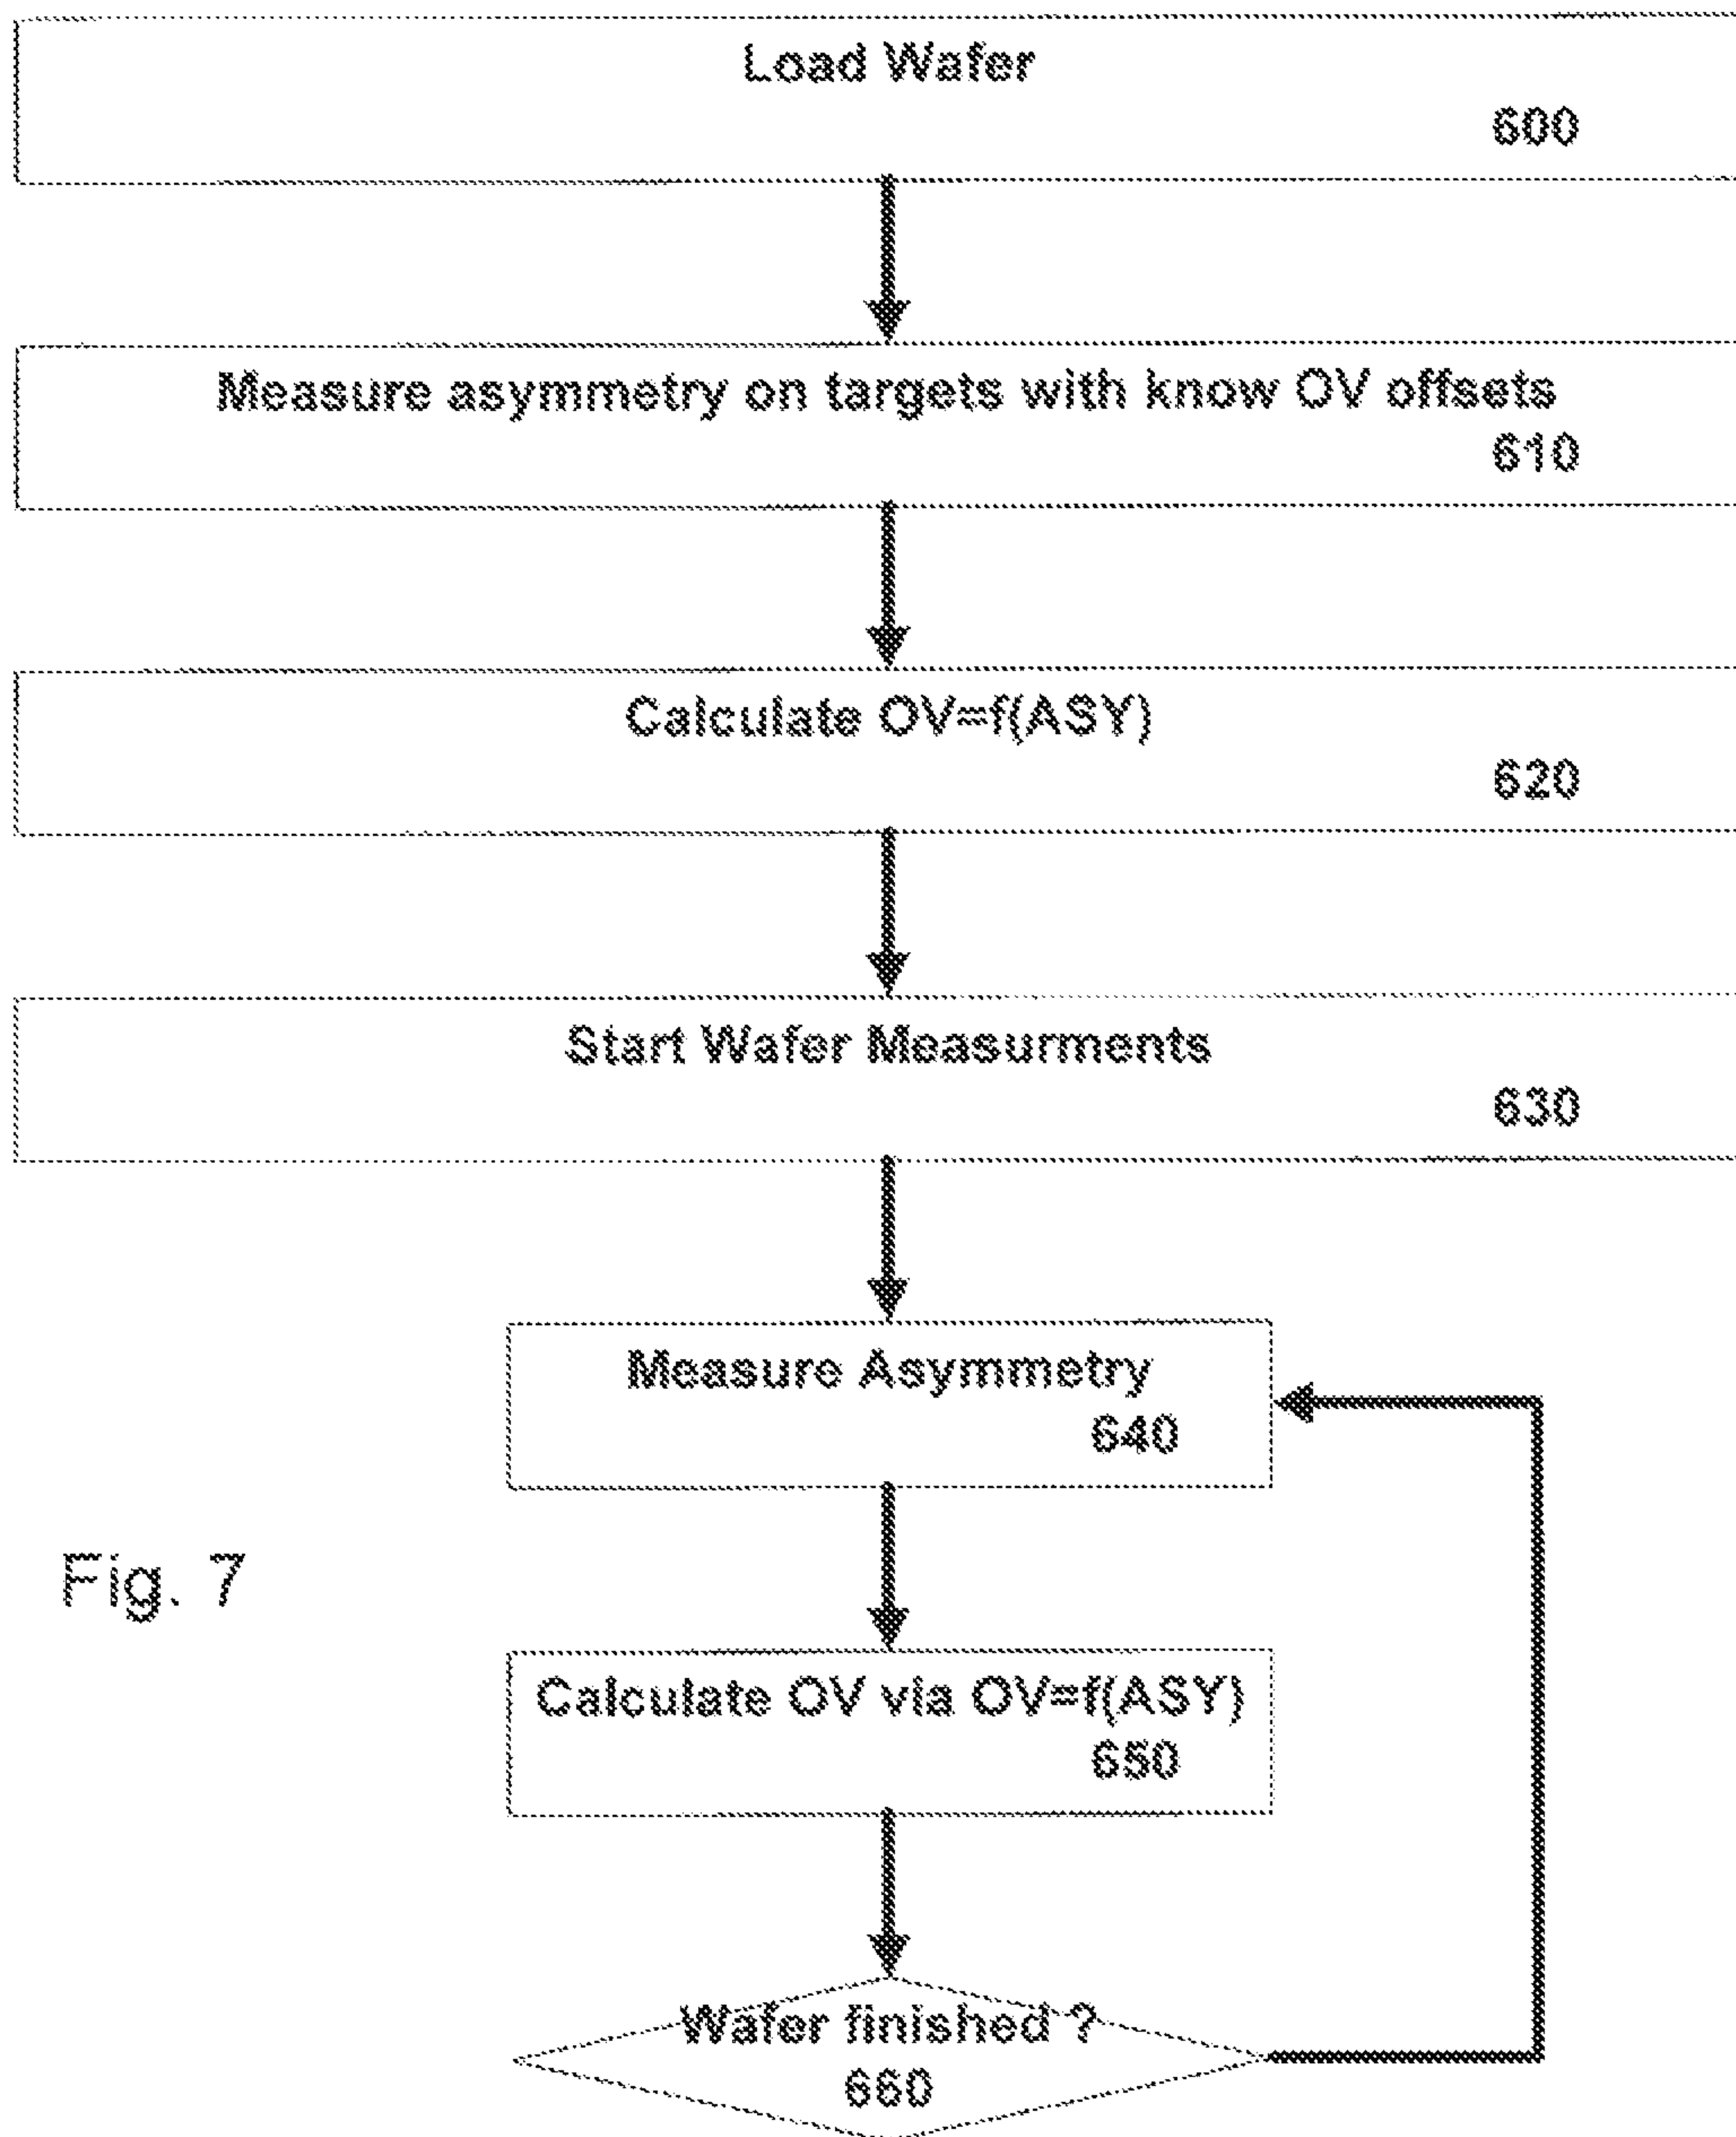 Load Wafer
600
Measure asymmetry on targets with know OV offsets
610
Calculate OV=f(ASY)
620
Start Wafer Measurments
630
Measure Asymmetry
640
Fig. 7
Calculate OV via OV=f(ASY)
650
Wafer finished ?
660